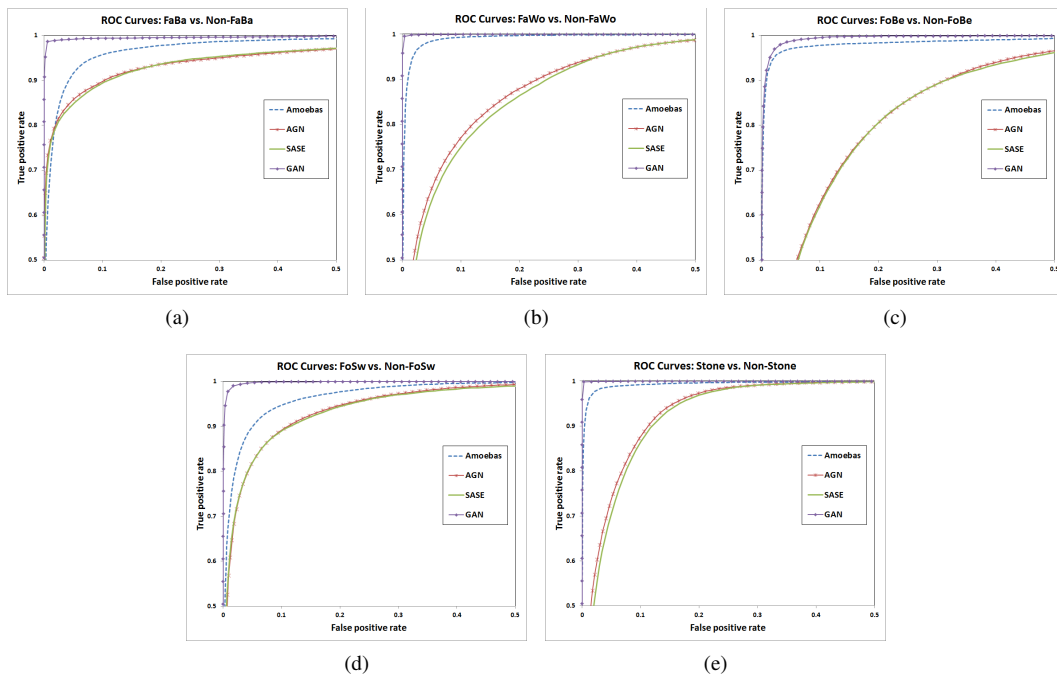 ROC Curves: FaBa vs. Non-FaBa
True positive rate
1
0.9
0.8
0.7
0.6
0.5
0
0.1
0.2
0.3
0.4
0.5
False positive rate
Amoebas
AGN
SASE
GAN
(a)
ROC Curves: FaWo vs. Non-FaWo
True positive rate
1
0.9
0.8
0.7
0.6
0.5
0
0.1
0.2
0.3
0.4
0.5
False positive rate
Amoebas
AGN
SASE
GAN
(b)
ROC Curves: FoBe vs. Non-FoBe
True positive rate
1
0.9
0.8
0.7
0.6
0.5
0
0.1
0.2
0.3
0.4
0.5
False positive rate
Amoebas
AGN
SASE
GAN
(c)
ROC Curves: FoSw vs. Non-FoSw
True positive rate
1
0.9
0.8
0.7
0.6
0.5
0
0.1
0.2
0.3
0.4
0.5
False positive rate
Amoebas
AGN
SASE
GAN
(d)
ROC Curves: Stone vs. Non-Stone
True positive rate
1
0.9
0.8
0.7
0.6
0.5
0
0.1
0.2
0.3
0.4
0.5
False positive rate
Amoebas
AGN
SASE
GAN
(e)